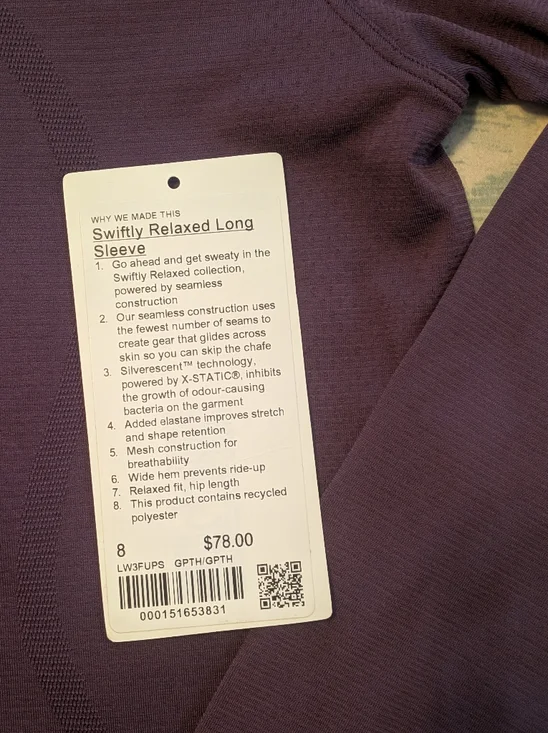 WHY WE MADE THIS
Swiftly Relaxed Long
Sleeve
1. Go ahead and get sweaty in the
Swiftly Relaxed collection,
powered by seamless
construction
2. Our seamless construction uses
the fewest number of seams to
create gear that glides across
skin so you can skip the chafe
3. Silverescent™ technology,
powered by X-STATIC®, inhibits
the growth of odour-causing
bacteria on the garment
4. Added elastane improves stretch
and shape retention
5. Mesh construction for
breathability
6. Wide hem prevents ride-up
7. Relaxed fit, hip length
8. This product contains recycled
polyester
8 $78.00
LW3FUPS GPTH/GPTH
000151653831